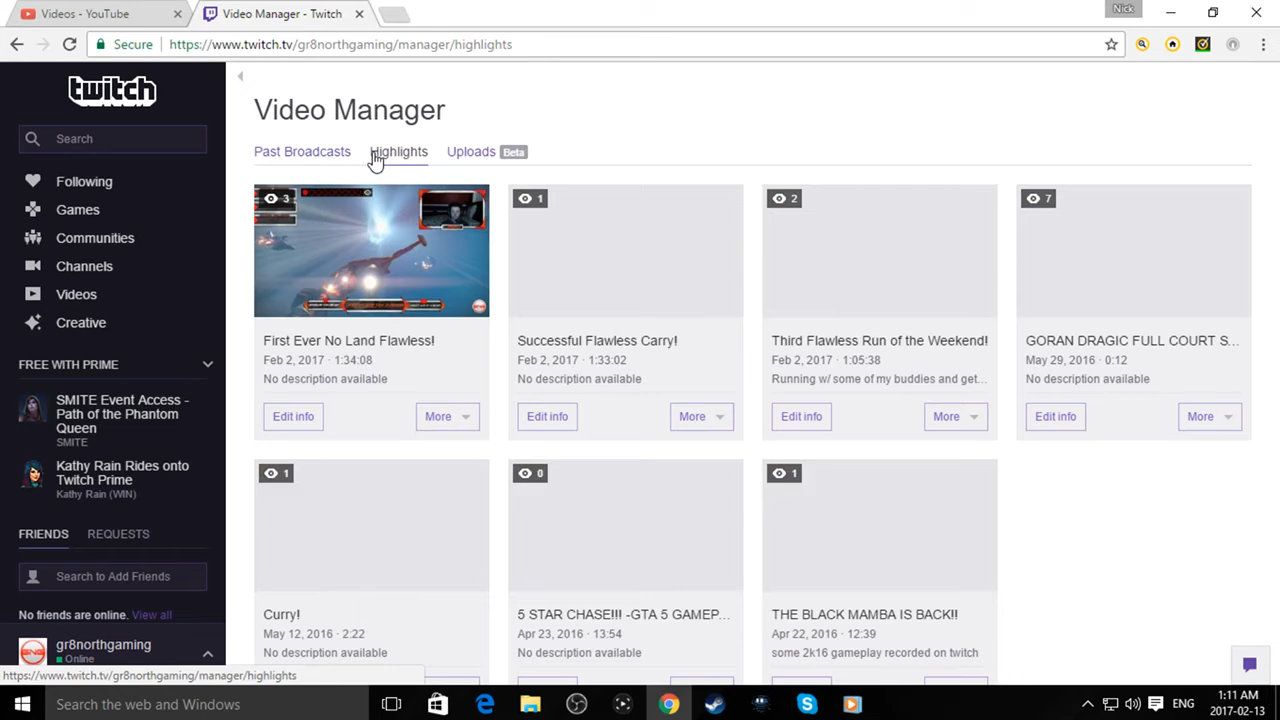 Videos - YouTube
Video Manager - Twitch
Nick
Secure
https://www.twitch.tv/gr8northgaming/manager/highlights
twitch
Search
Following
Games
Communities
Channels
Videos
Creative
FREE WITH PRIME
SMITE Event Access -
Path of the Phantom
Queen
SMITE
Kathy Rain Rides onto
Twitch Prime
Kathy Rain (WIN)
FRIENDS REQUESTS
Search to Add Friends
No friends are online. View all
gr8northgaming
Online
Video Manager
Past Broadcasts Highlights Uploads Beta
3
First Ever No Land Flawless!
Feb 2, 2017 · 1:34:08
No description available
Edit info More
1
Successful Flawless Carry!
Feb 2, 2017 · 1:33:02
No description available
Edit info More
2
Third Flawless Run of the Weekend!
Feb 2, 2017 · 1:05:38
Running w/ some of my buddies and get...
Edit info More
7
GORAN DRAGIC FULL COURT S...
May 29, 2016 · 0:12
No description available
Edit info More
1
Curry!
May 12, 2016 · 2:22
No description available
0
5 STAR CHASE!!! -GTA 5 GAMEP...
Apr 23, 2016 · 13:54
No description available
1
THE BLACK MAMBA IS BACK!!
Apr 22, 2016 · 12:39
some 2k16 gameplay recorded on twitch
https://www.twitch.tv/gr8northgaming/manager/highlights
Search the web and Windows
ENG
1:11 AM
2017-02-13